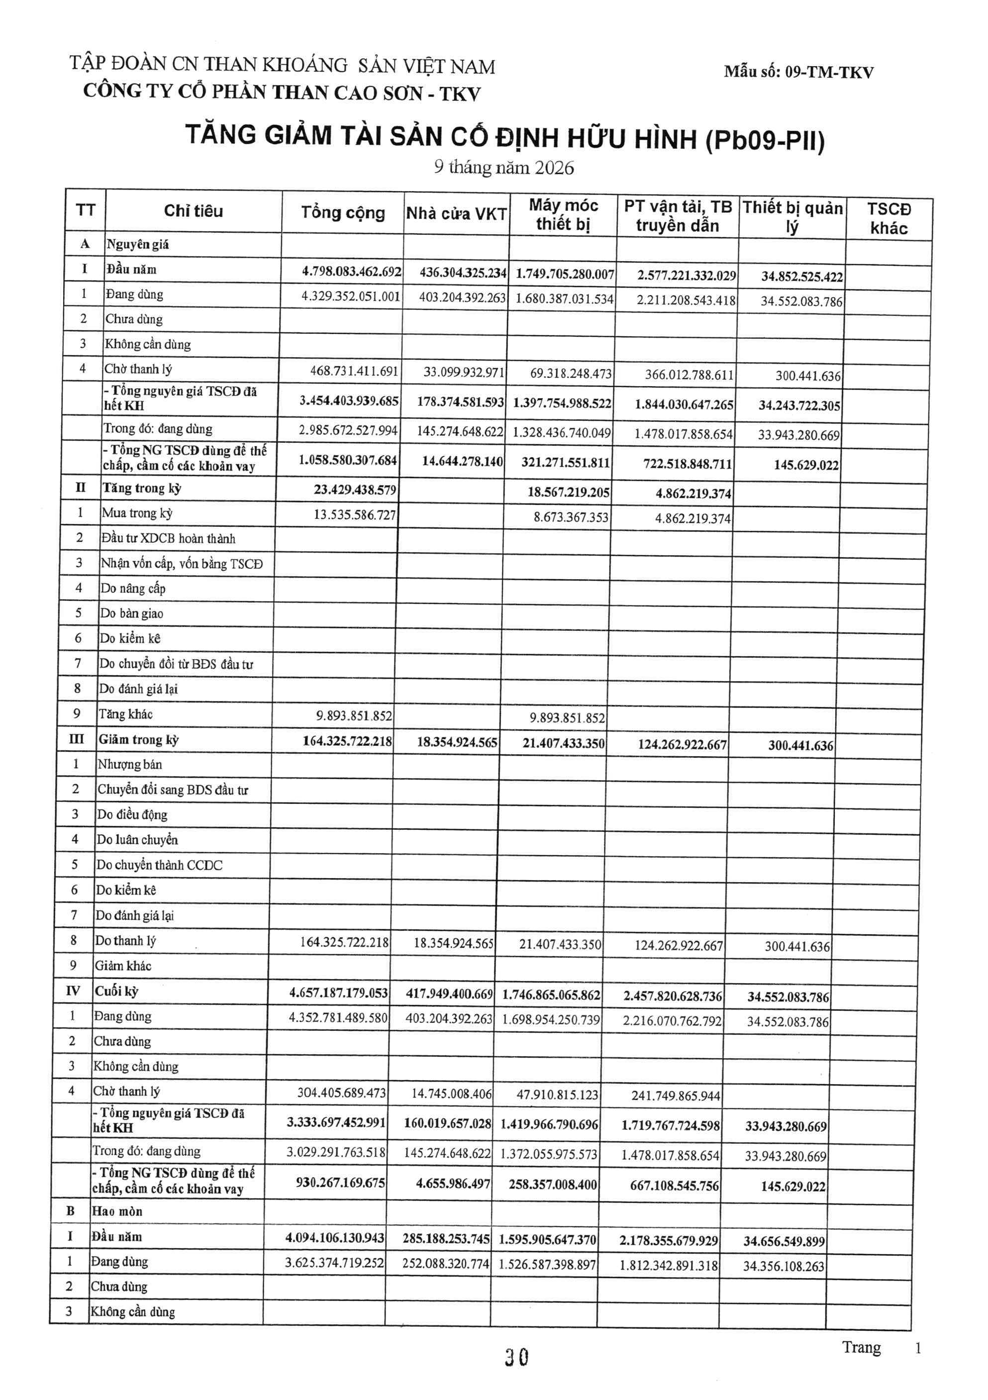 TẬP ĐOÀN CN THAN KHOÁNG SẢN VIỆT NAM
CÔNG TY CỔ PHẦN THAN CAO SƠN - TKV
Mẫu số: 09-TM-TKV
TĂNG GIẢM TÀI SẢN CỐ ĐỊNH HỮU HÌNH (Pb09-PII)
9 tháng năm 2026
TT Chỉ tiêu Tổng cộng Nhà cửa VKT Máy móc thiết bị PT vận tải, TB truyền dẫn Thiết bị quản lý TSCĐ khác
A Nguyên giá
I Đầu năm 4.798.083.462.692 436.304.325.234 1.749.705.280.007 2.577.221.332.029 34.852.525.422
1 Đang dùng 4.329.352.051.001 403.204.392.263 1.680.387.031.534 2.211.208.543.418 34.552.083.786
2 Chưa dùng
3 Không cần dùng
4 Chờ thanh lý 468.731.411.691 33.099.932.971 69.318.248.473 366.012.788.611 300.441.636
- Tổng nguyên giá TSCĐ đã hết KH 3.454.403.939.685 178.374.581.593 1.397.754.988.522 1.844.030.647.265 34.243.722.305
Trong đó: đang dùng 2.985.672.527.994 145.274.648.622 1.328.436.740.049 1.478.017.858.654 33.943.280.669
- Tổng NG TSCĐ dùng để thế chấp, cầm cố các khoản vay 1.058.580.307.684 14.644.278.140 321.271.551.811 722.518.848.711 145.629.022
II Tăng trong kỳ 23.429.438.579 18.567.219.205 4.862.219.374
1 Mua trong kỳ 13.535.586.727 8.673.367.353 4.862.219.374
2 Đầu tư XDCB hoàn thành
3 Nhận vốn cấp, vốn bằng TSCĐ
4 Do nâng cấp
5 Do bàn giao
6 Do kiểm kê
7 Do chuyển đổi từ BĐS đầu tư
8 Do đánh giá lại
9 Tăng khác 9.893.851.852 9.893.851.852
III Giảm trong kỳ 164.325.722.218 18.354.924.565 21.407.433.350 124.262.922.667 300.441.636
1 Nhượng bán
2 Chuyển đổi sang BDS đầu tư
3 Do điều động
4 Do luân chuyển
5 Do chuyển thành CCDC
6 Do kiểm kê
7 Do đánh giá lại
8 Do thanh lý 164.325.722.218 18.354.924.565 21.407.433.350 124.262.922.667 300.441.636
9 Giảm khác
IV Cuối kỳ 4.657.187.179.053 417.949.400.669 1.746.865.065.862 2.457.820.628.736 34.552.083.786
1 Đang dùng 4.352.781.489.580 403.204.392.263 1.698.954.250.739 2.216.070.762.792 34.552.083.786
2 Chưa dùng
3 Không cần dùng
4 Chờ thanh lý 304.405.689.473 14.745.008.406 47.910.815.123 241.749.865.944
- Tổng nguyên giá TSCĐ đã hết KH 3.333.697.452.991 160.019.657.028 1.419.966.790.696 1.719.767.724.598 33.943.280.669
Trong đó: đang dùng 3.029.291.763.518 145.274.648.622 1.372.055.975.573 1.478.017.858.654 33.943.280.669
- Tổng NG TSCĐ dùng để thế chấp, cầm cố các khoản vay 930.267.169.675 4.655.986.497 258.357.008.400 667.108.545.756 145.629.022
B Hao mòn
I Đầu năm 4.094.106.130.943 285.188.253.745 1.595.905.647.370 2.178.355.679.929 34.656.549.899
1 Đang dùng 3.625.374.719.252 252.088.320.774 1.526.587.398.897 1.812.342.891.318 34.356.108.263
2 Chưa dùng
3 Không cần dùng
Trang 1
30